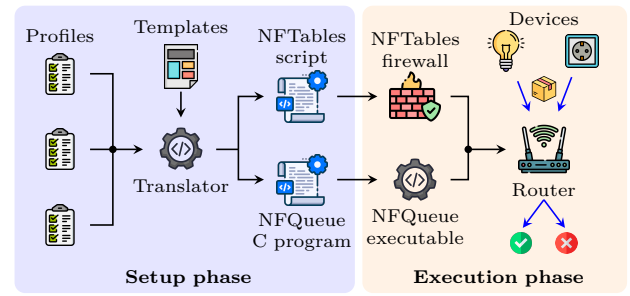 Profiles
Templates
Translator
NFTables
script
NFQueue
C program
Setup phase
NFTables
firewall
NFQueue
executable
Devices
Router
Execution phase